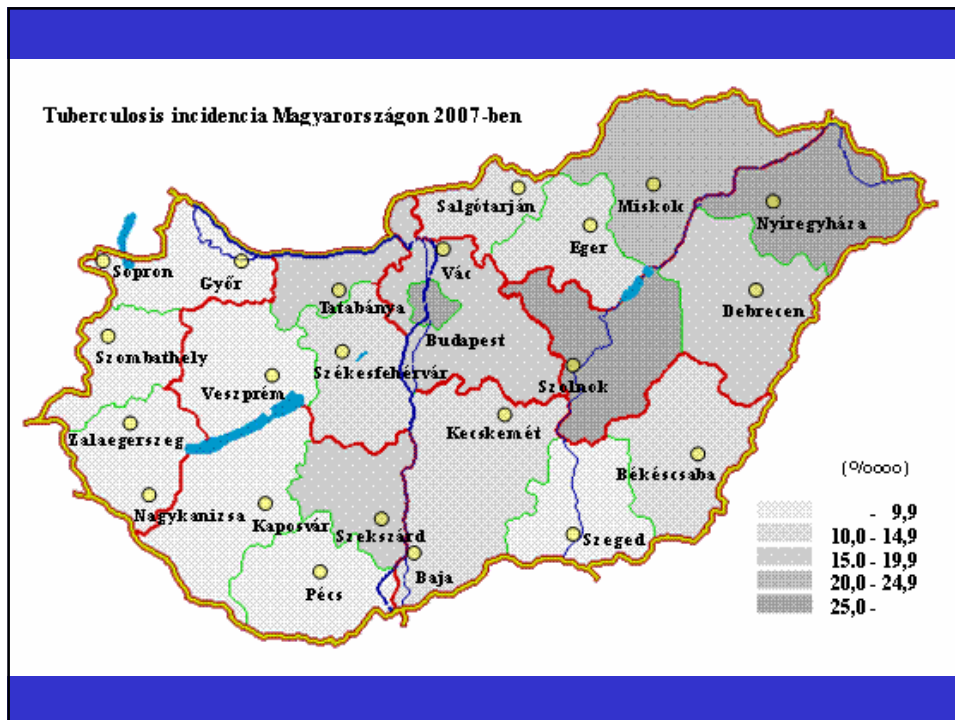 Tuberculosis incidencia Magyarországon 2007-ben
Salgótarján
Miskok
Nyíregyháza
Eger
Vác
Sopron
Győr
Tatabánya
Debrecen
Budapest
Szombathely
Székesfehérvár
Szolnok
Veszprém
Zalaegerszeg
Kecskemét
Békéscsaba
Nagykanizsa
Kaposvár
Szekszárd
Szeged
Baja
Pécs
(%oooo)
- 9,9
10,0 - 14,9
15.0 - 19,9
20,0 - 24,9
25,0 -